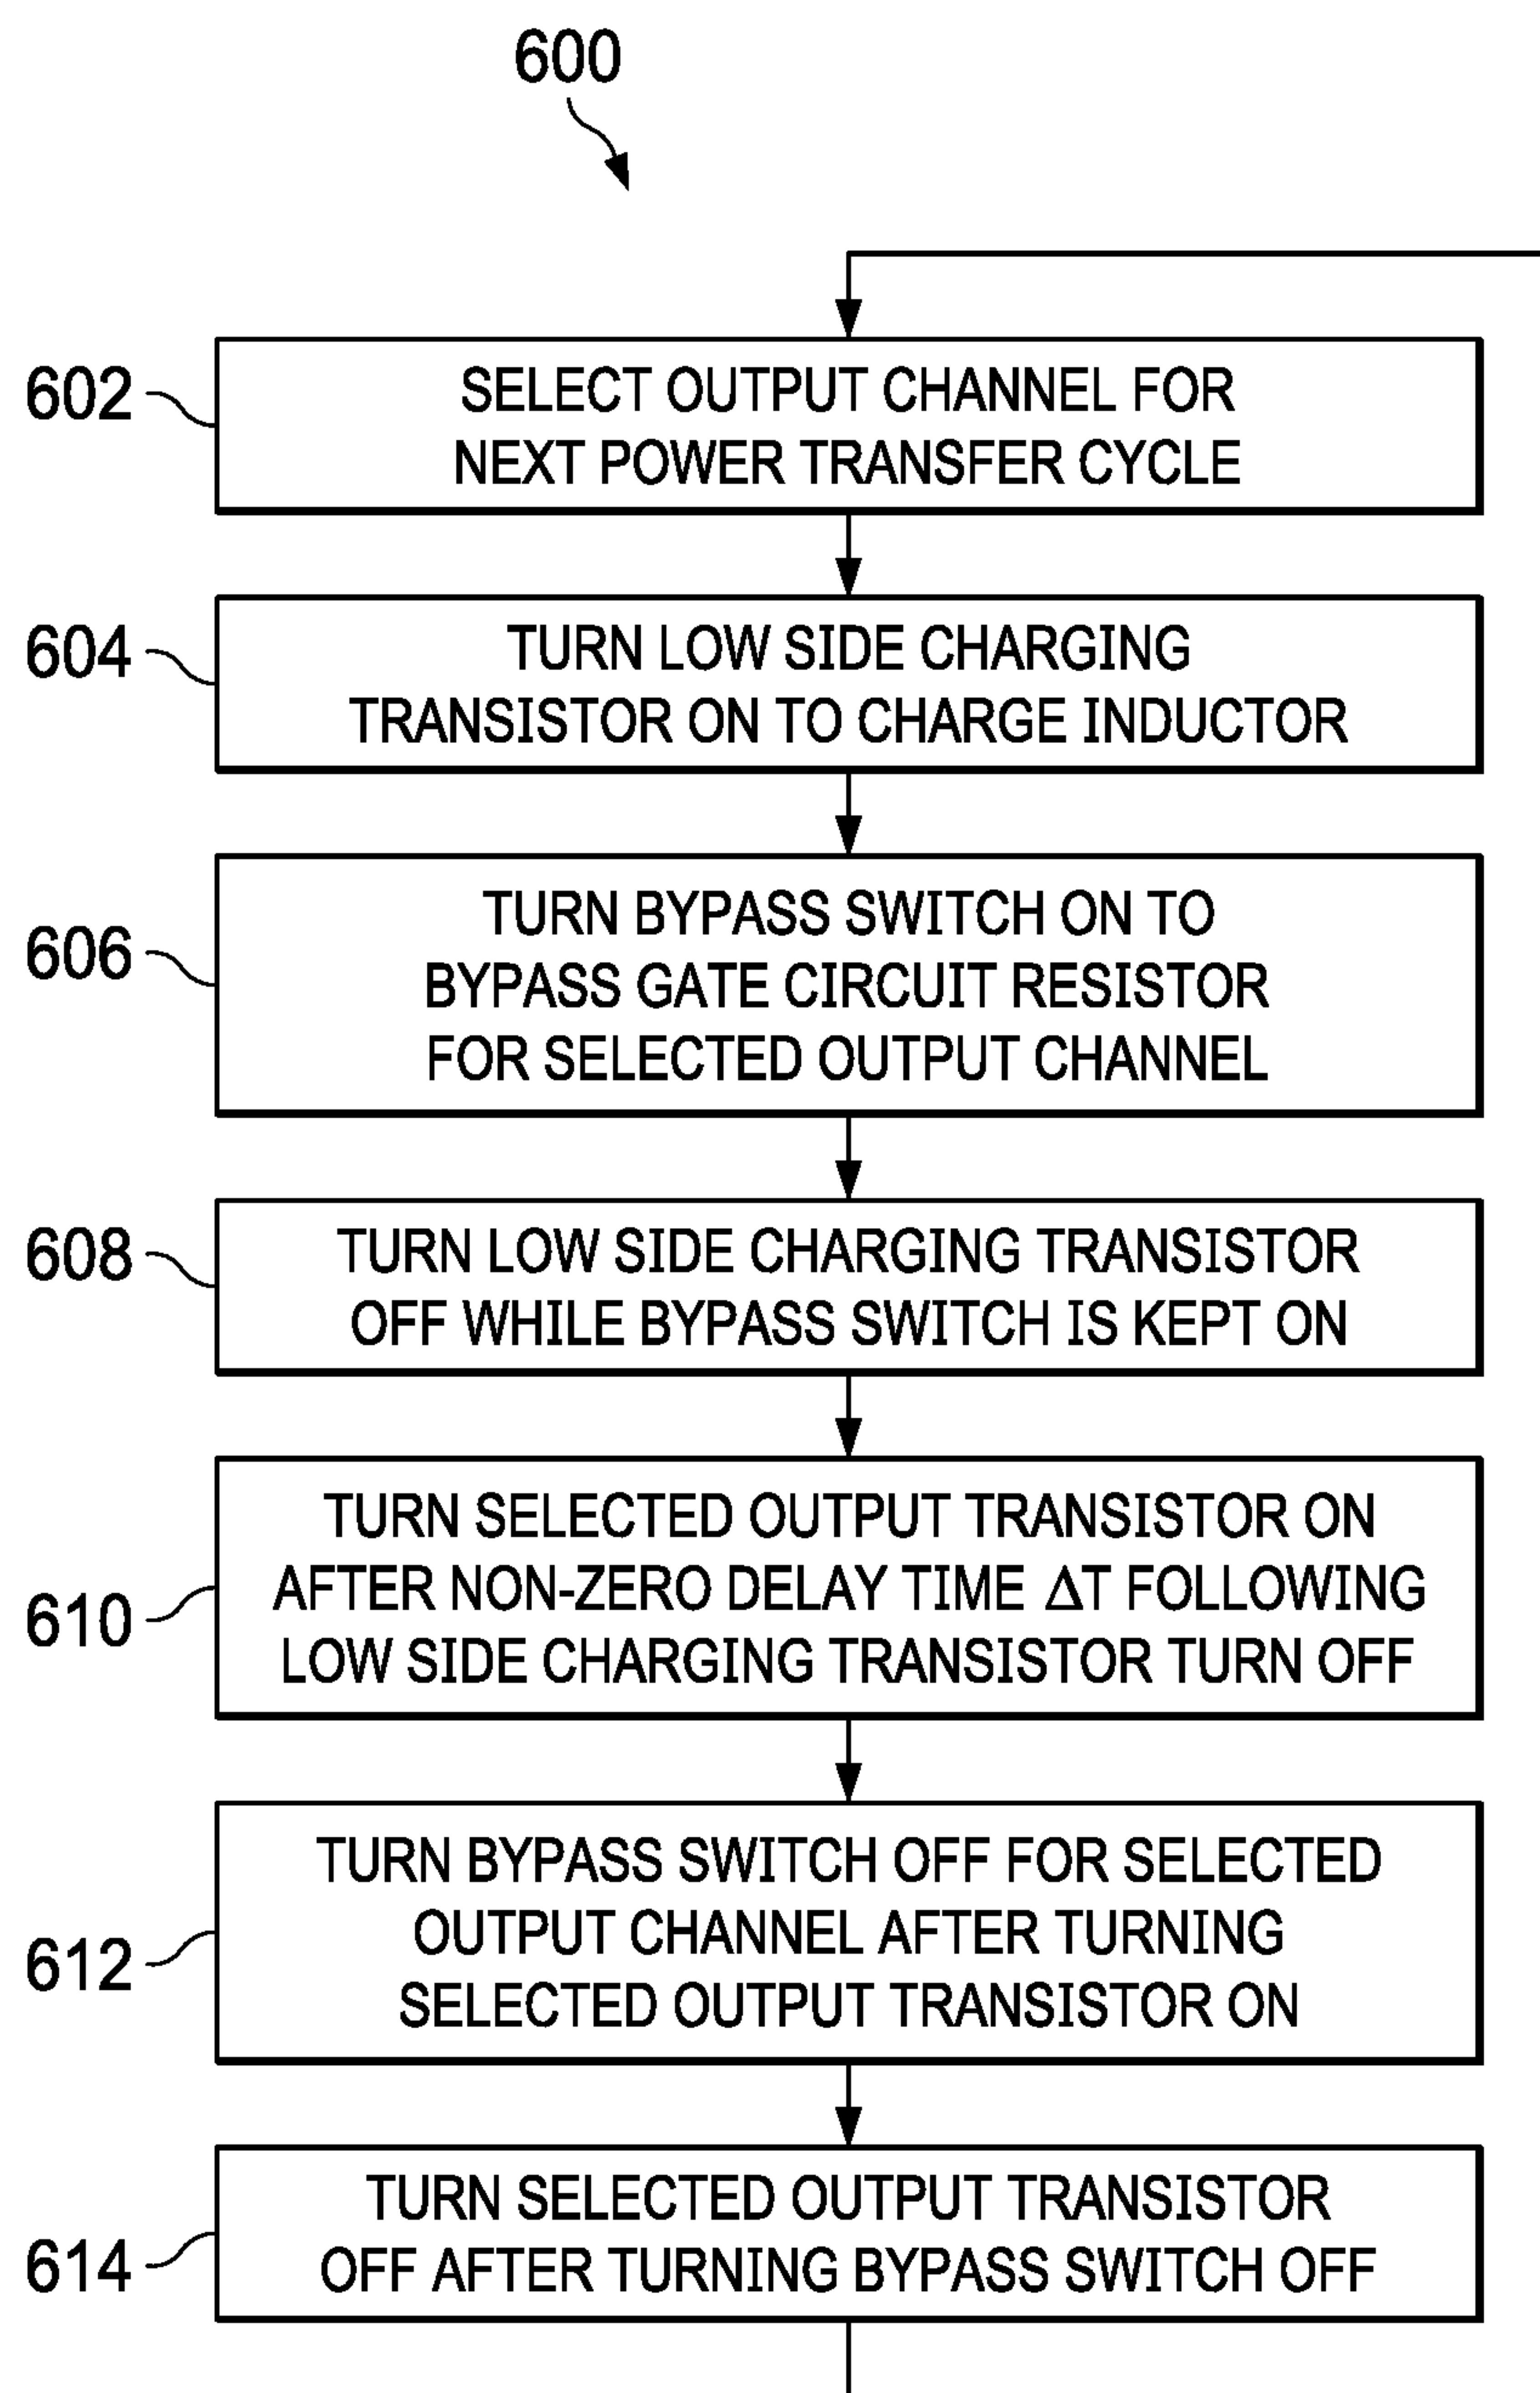 600
602
SELECT OUTPUT CHANNEL FOR
NEXT POWER TRANSFER CYCLE
604
TURN LOW SIDE CHARGING
TRANSISTOR ON TO CHARGE INDUCTOR
606
TURN BYPASS SWITCH ON TO
BYPASS GATE CIRCUIT RESISTOR
FOR SELECTED OUTPUT CHANNEL
608
TURN LOW SIDE CHARGING TRANSISTOR
OFF WHILE BYPASS SWITCH IS KEPT ON
610
TURN SELECTED OUTPUT TRANSISTOR ON
AFTER NON-ZERO DELAY TIME ΔT FOLLOWING
LOW SIDE CHARGING TRANSISTOR TURN OFF
612
TURN BYPASS SWITCH OFF FOR SELECTED
OUTPUT CHANNEL AFTER TURNING
SELECTED OUTPUT TRANSISTOR ON
614
TURN SELECTED OUTPUT TRANSISTOR
OFF AFTER TURNING BYPASS SWITCH OFF